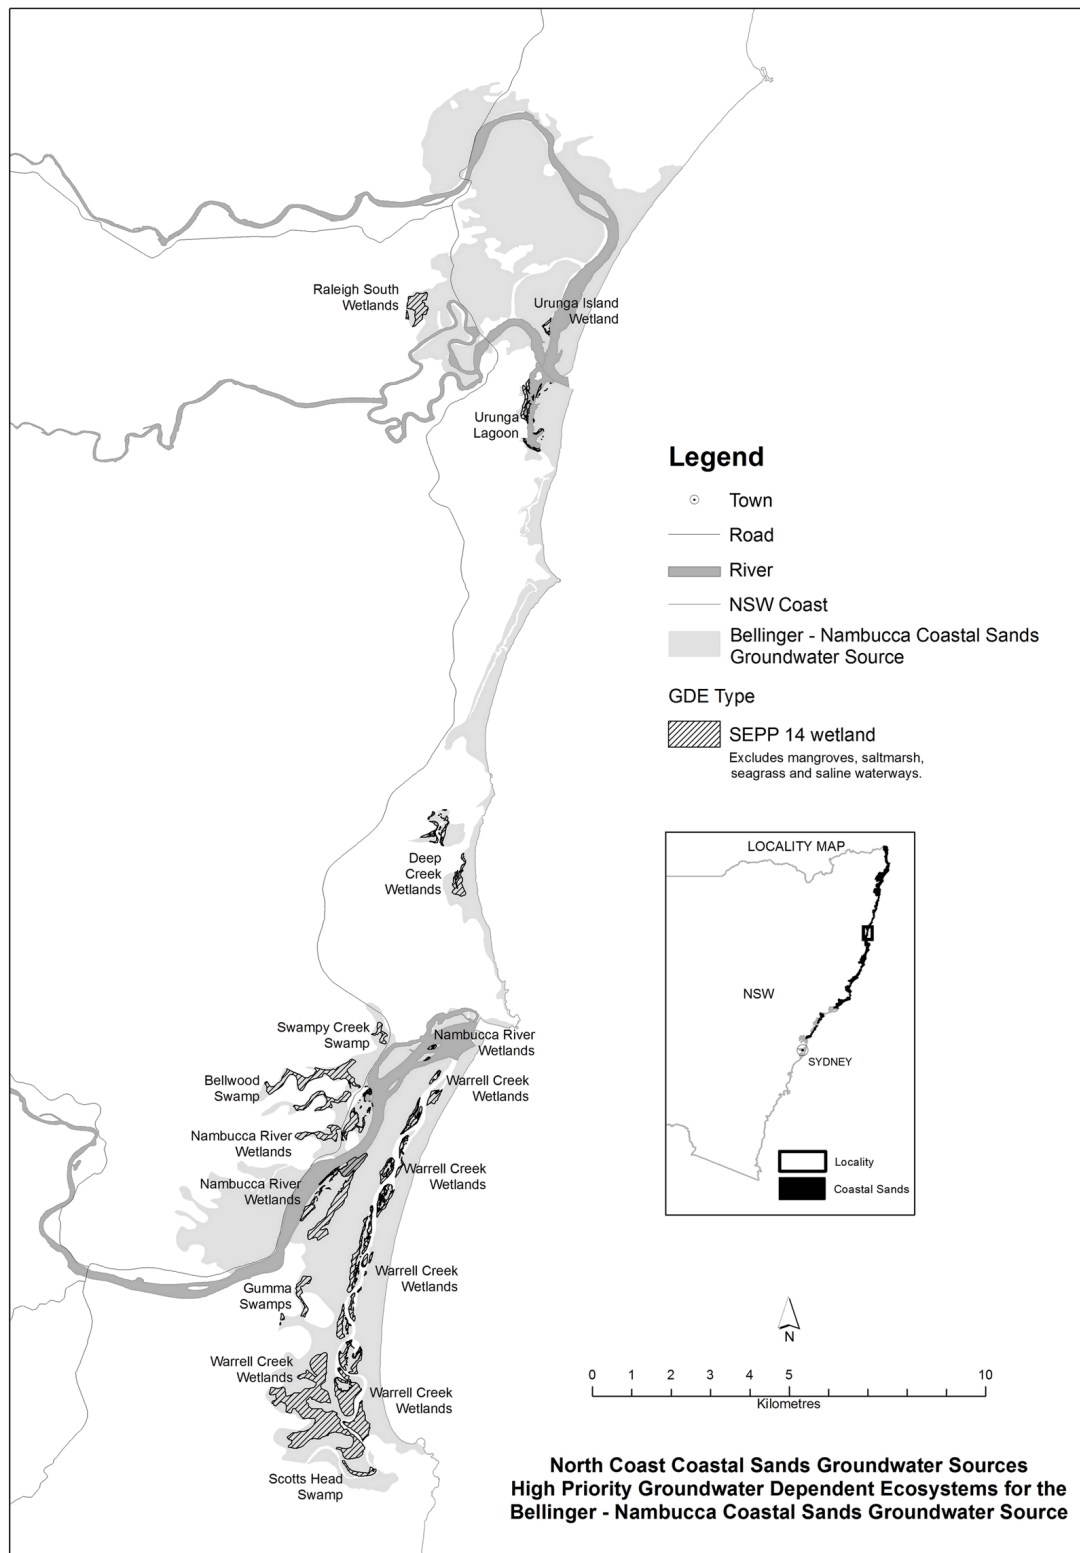 Raleigh South
Wetlands
Urunga Island
Wetland
Urunga
Lagoon
Legend
Town
Road
River
NSW Coast
Bellinger - Nambucca Coastal Sands
Groundwater Source
GDE Type
SEPP 14 wetland
Excludes mangroves, saltmarsh,
seagrass and saline waterways.
Deep
Creek
Wetlands
LOCALITY MAP
NSW
SYDNEY
Locality
Coastal Sands
Swampy Creek
Swamp
Nambucca River
Wetlands
Bellwood
Swamp
Warrell Creek
Wetlands
Nambucca River
Wetlands
Nambucca River
Wetlands
Warrell Creek
Wetlands
Warrell Creek
Wetlands
Gumma
Swamps
Warrell Creek
Wetlands
Warrell Creek
Wetlands
Scotts Head
Swamp
N
0 1 2 3 4 5 10
Kilometres
North Coast Coastal Sands Groundwater Sources
High Priority Groundwater Dependent Ecosystems for the
Bellinger - Nambucca Coastal Sands Groundwater Source